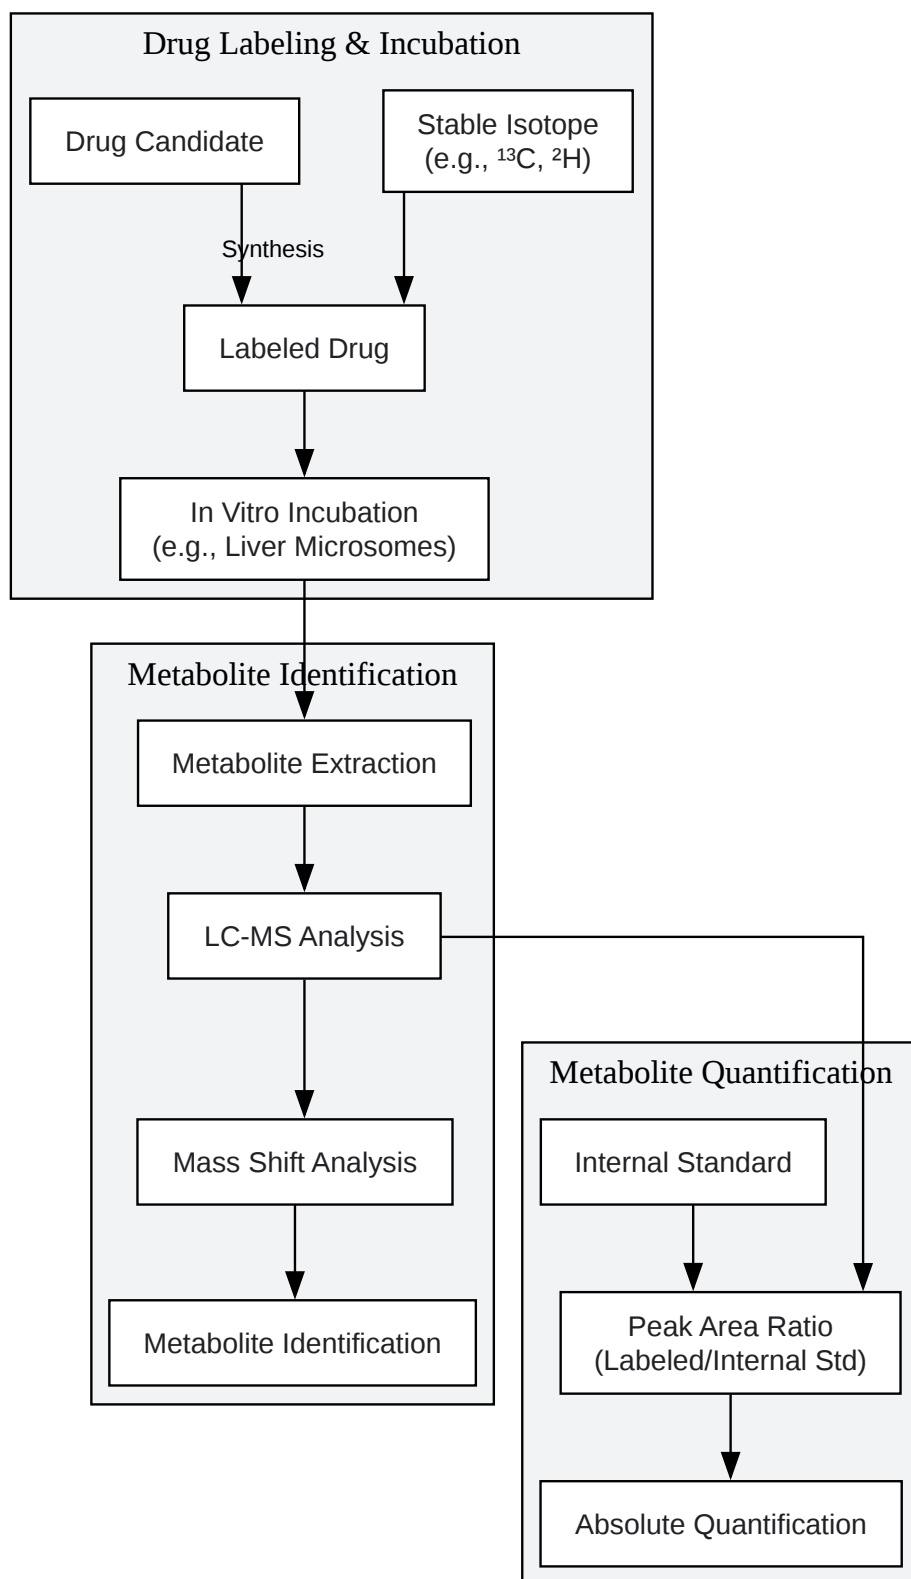 Drug Labeling & Incubation
Drug Candidate
Stable Isotope
(e.g., ¹³C, ²H)
Synthesis
Labeled Drug
In Vitro Incubation
(e.g., Liver Microsomes)
Metabolite Identification
Metabolite Extraction
LC-MS Analysis
Metabolite Quantification
Mass Shift Analysis
Internal Standard
Metabolite Identification
Peak Area Ratio
(Labeled/Internal Std)
Absolute Quantification